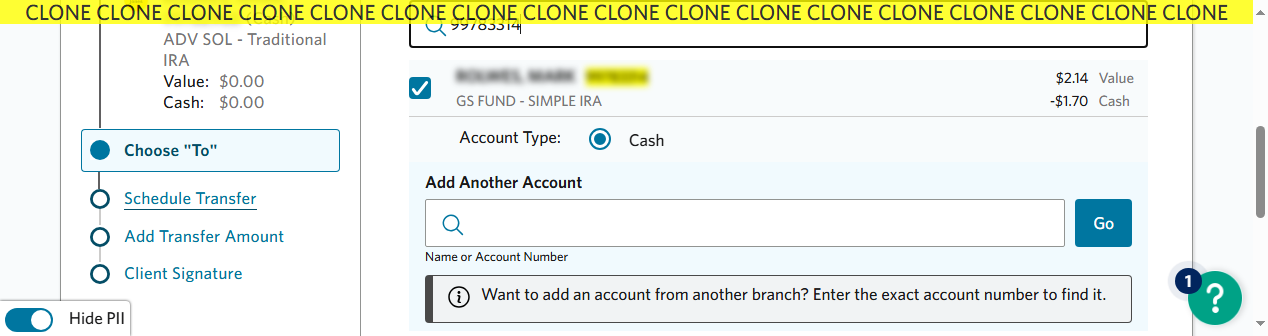 CLONE CLONE CLONE CLONE CLONE CLONE CLONE CLONE CLONE CLONE CLONE CLONE CLONE CLONE CLONE CLONE CLONE
ADV SOL - Traditional
IRA
Value: $0.00
Cash: $0.00
Choose "To"
Schedule Transfer
Add Transfer Amount
Client Signature
Hide PII
99783314
$2.14 Value
GS FUND - SIMPLE IRA
-$1.70 Cash
Account Type:
Cash
Add Another Account
Go
Name or Account Number
Want to add an account from another branch? Enter the exact account number to find it.
1
?